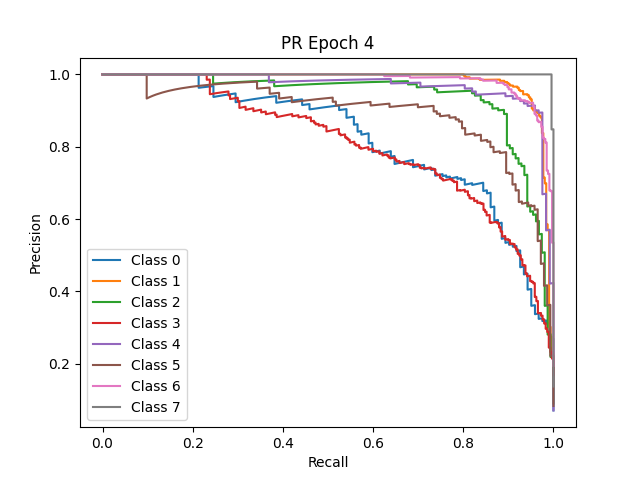 PR Epoch 4
1.0
0.8
0.6
0.4
0.2
Precision
Class 0
Class 1
Class 2
Class 3
Class 4
Class 5
Class 6
Class 7
0.0 0.2 0.4 0.6 0.8 1.0
Recall